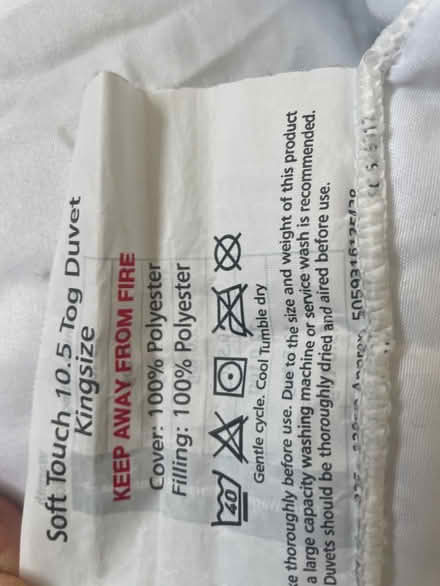 Soft Touch 10.5 Tog Duvet
Kingsize
KEEP AWAY FROM FIRE
Cover: 100% Polyester
Filling: 100% Polyester
40
Gentle cycle. Cool Tumble dry
thoroughly before use. Due to the size and weight of this product
a large capacity washing machine or service wash is recommended.
Duvets should be thoroughly dried and aired before use.